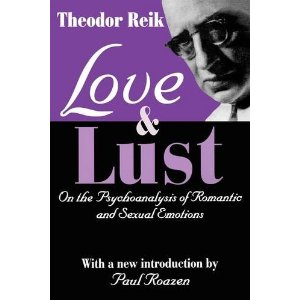 Theodor Reik
Love
&
Lust
On the Psychoanalysis of Romantic
and Sexual Emotions
With a new introduction by
Paul Roazen